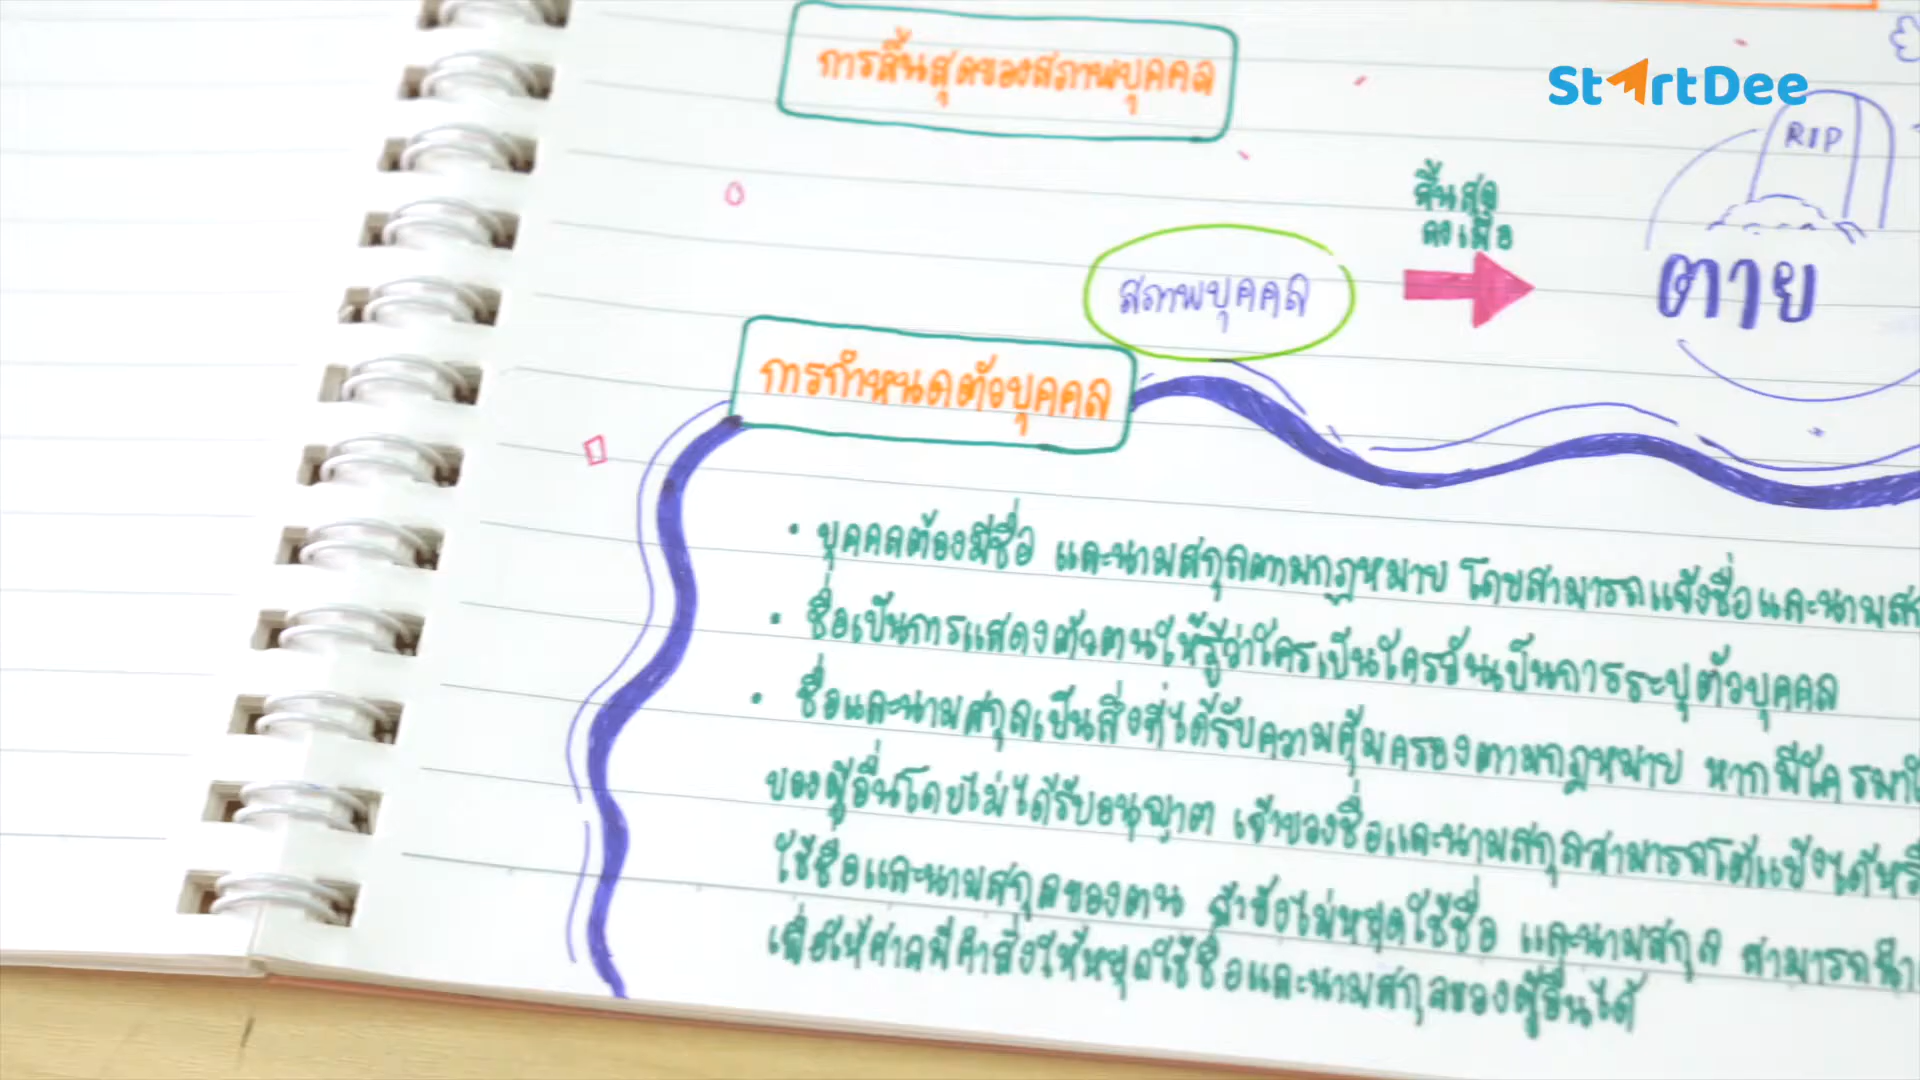 StartDee
การสิ้นสุดของสภาพบุคคล
RIP
สิ้นสุด
ลงเมื่อ
สภาพบุคคล
ตาย
การกำหนดตัวบุคคล
• บุคคลต้องมีชื่อ และนามสกุลตามกฎหมาย โดยสามารถแจ้งชื่อและนามสกุ
• ชื่อเป็นการแสดงตัวตนให้รู้ว่าใครเป็นใครอันเป็นการระบุตัวบุคคล
• ชื่อและนามสกุลเป็นสิ่งที่ได้รับความคุ้มครองตามกฎหมาย หากมีใครมาใ
ของผู้อื่นโดยไม่ได้รับอนุญาต เจ้าของชื่อและนามสกุลสามารถโต้แย้งได้หรื
ใช้ชื่อและนามสกุลของตน ถ้ายังไม่หยุดใช้ชื่อ และนามสกุล สามารถนำ
เพื่อให้ศาลมีคำสั่งให้หยุดใช้ชื่อและนามสกุลของผู้อื่นได้